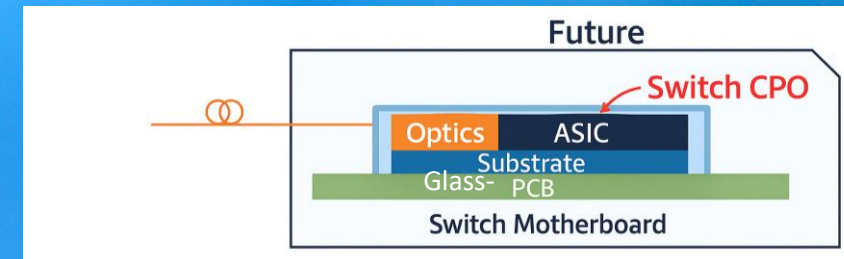 Future
Switch CPO
Optics
ASIC
Substrate
Glass- PCB
Switch Motherboard